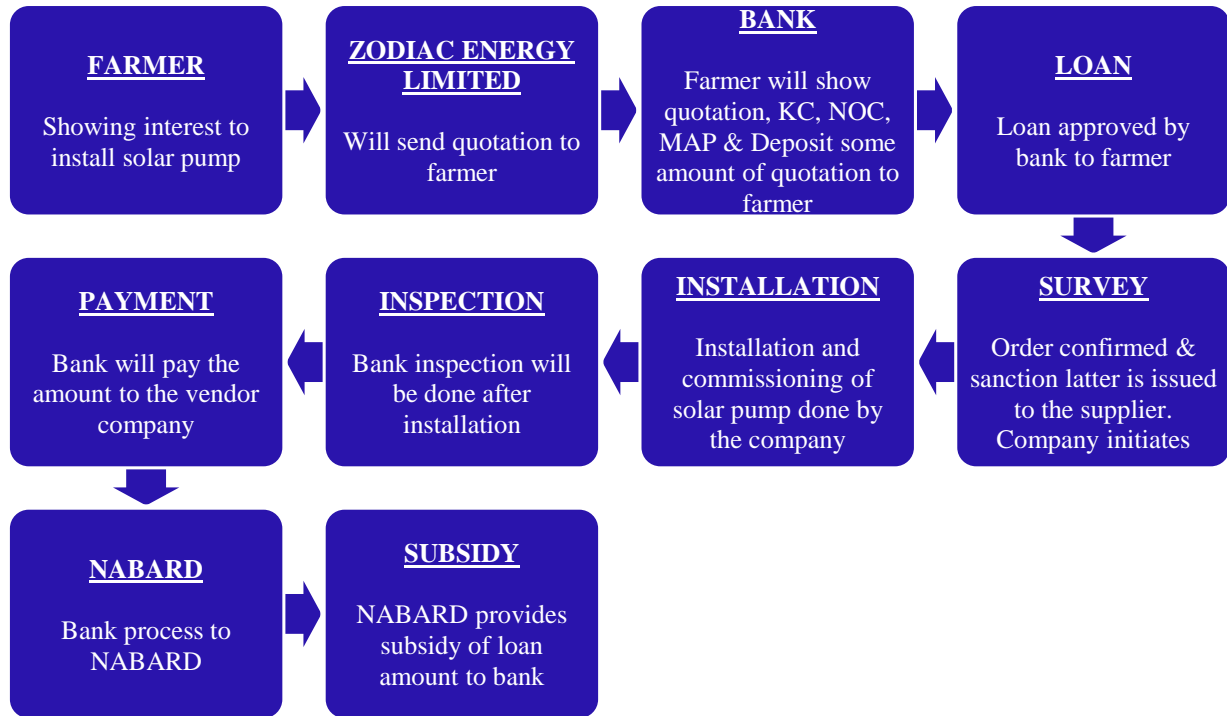 FARMER
Showing interest to
install solar pump
ZODIAC ENERGY
LIMITED
Will send quotation to
farmer
BANK
Farmer will show
quotation, KC, NOC,
MAP & Deposit some
amount of quotation to
farmer
LOAN
Loan approved by
bank to farmer
SURVEY
Order confirmed &
sanction latter is issued
to the supplier.
Company initiates
INSTALLATION
Installation and
commissioning of
solar pump done by
the company
INSPECTION
Bank inspection will
be done after
installation
PAYMENT
Bank will pay the
amount to the vendor
company
NABARD
Bank process to
NABARD
SUBSIDY
NABARD provides
subsidy of loan
amount to bank